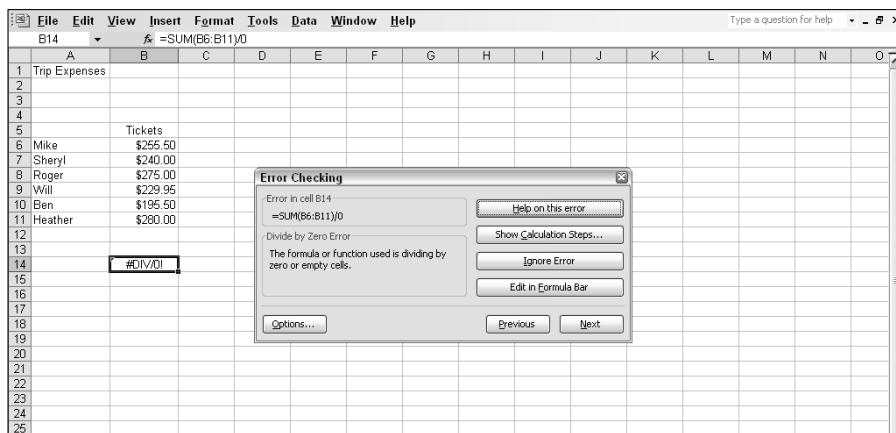 File Edit View Insert Format Tools Data Window Help Type a question for help
B14 fx =SUM(B6:B11)/0
A B C D E F G H I J K L M N O
1 Trip Expenses
2
3
4
5 Tickets
6 Mike $255.50
7 Sheryl $240.00
8 Roger $275.00
9 Will $229.95
10 Ben $195.50
11 Heather $280.00
12
13
14 #DIV/0!
15
16
17
18
19
20
21
22
23
24
25
Error Checking
Error in cell B14
=SUM(B6:B11)/0
Divide by Zero Error
The formula or function used is dividing by
zero or empty cells.
Help on this error
Show Calculation Steps...
Ignore Error
Edit in Formula Bar
Options... Previous Next